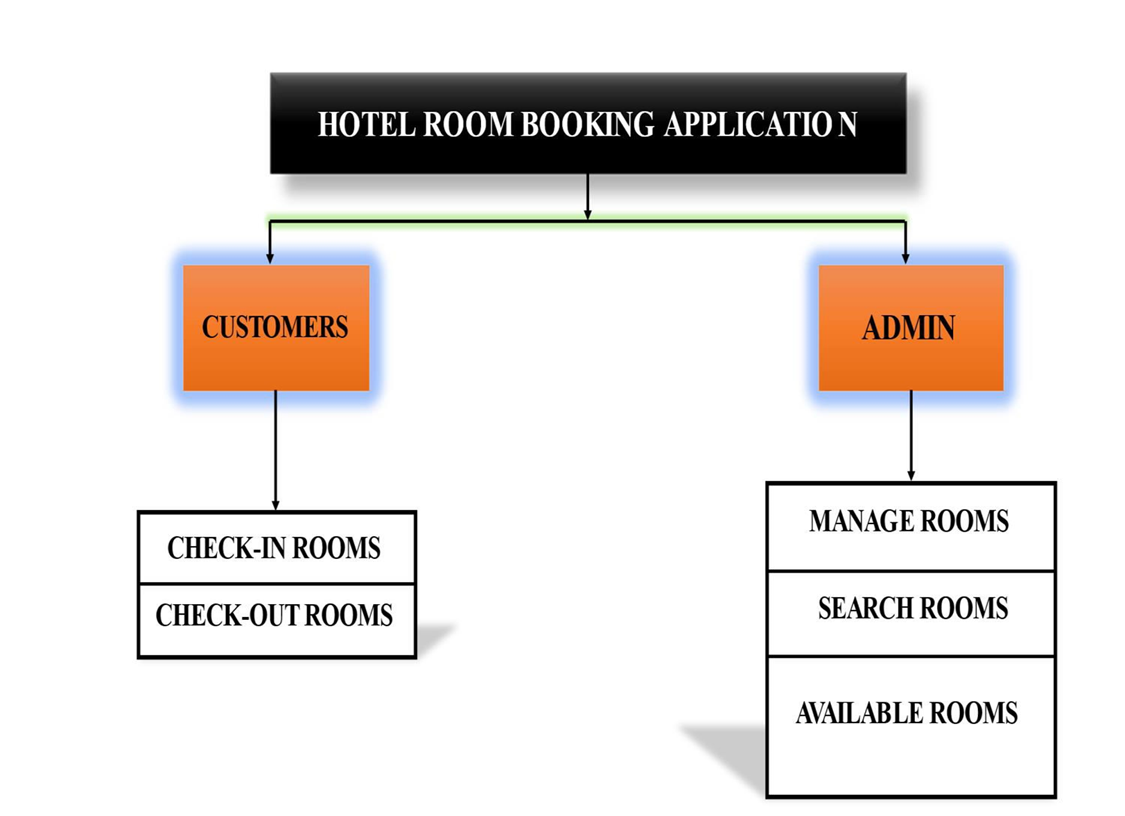 HOTEL ROOM BOOKING APPLICATIO N
CUSTOMERS
ADMIN
CHECK-IN ROOMS
CHECK-OUT ROOMS
MANAGE ROOMS
SEARCH ROOMS
AVAILABLE ROOMS